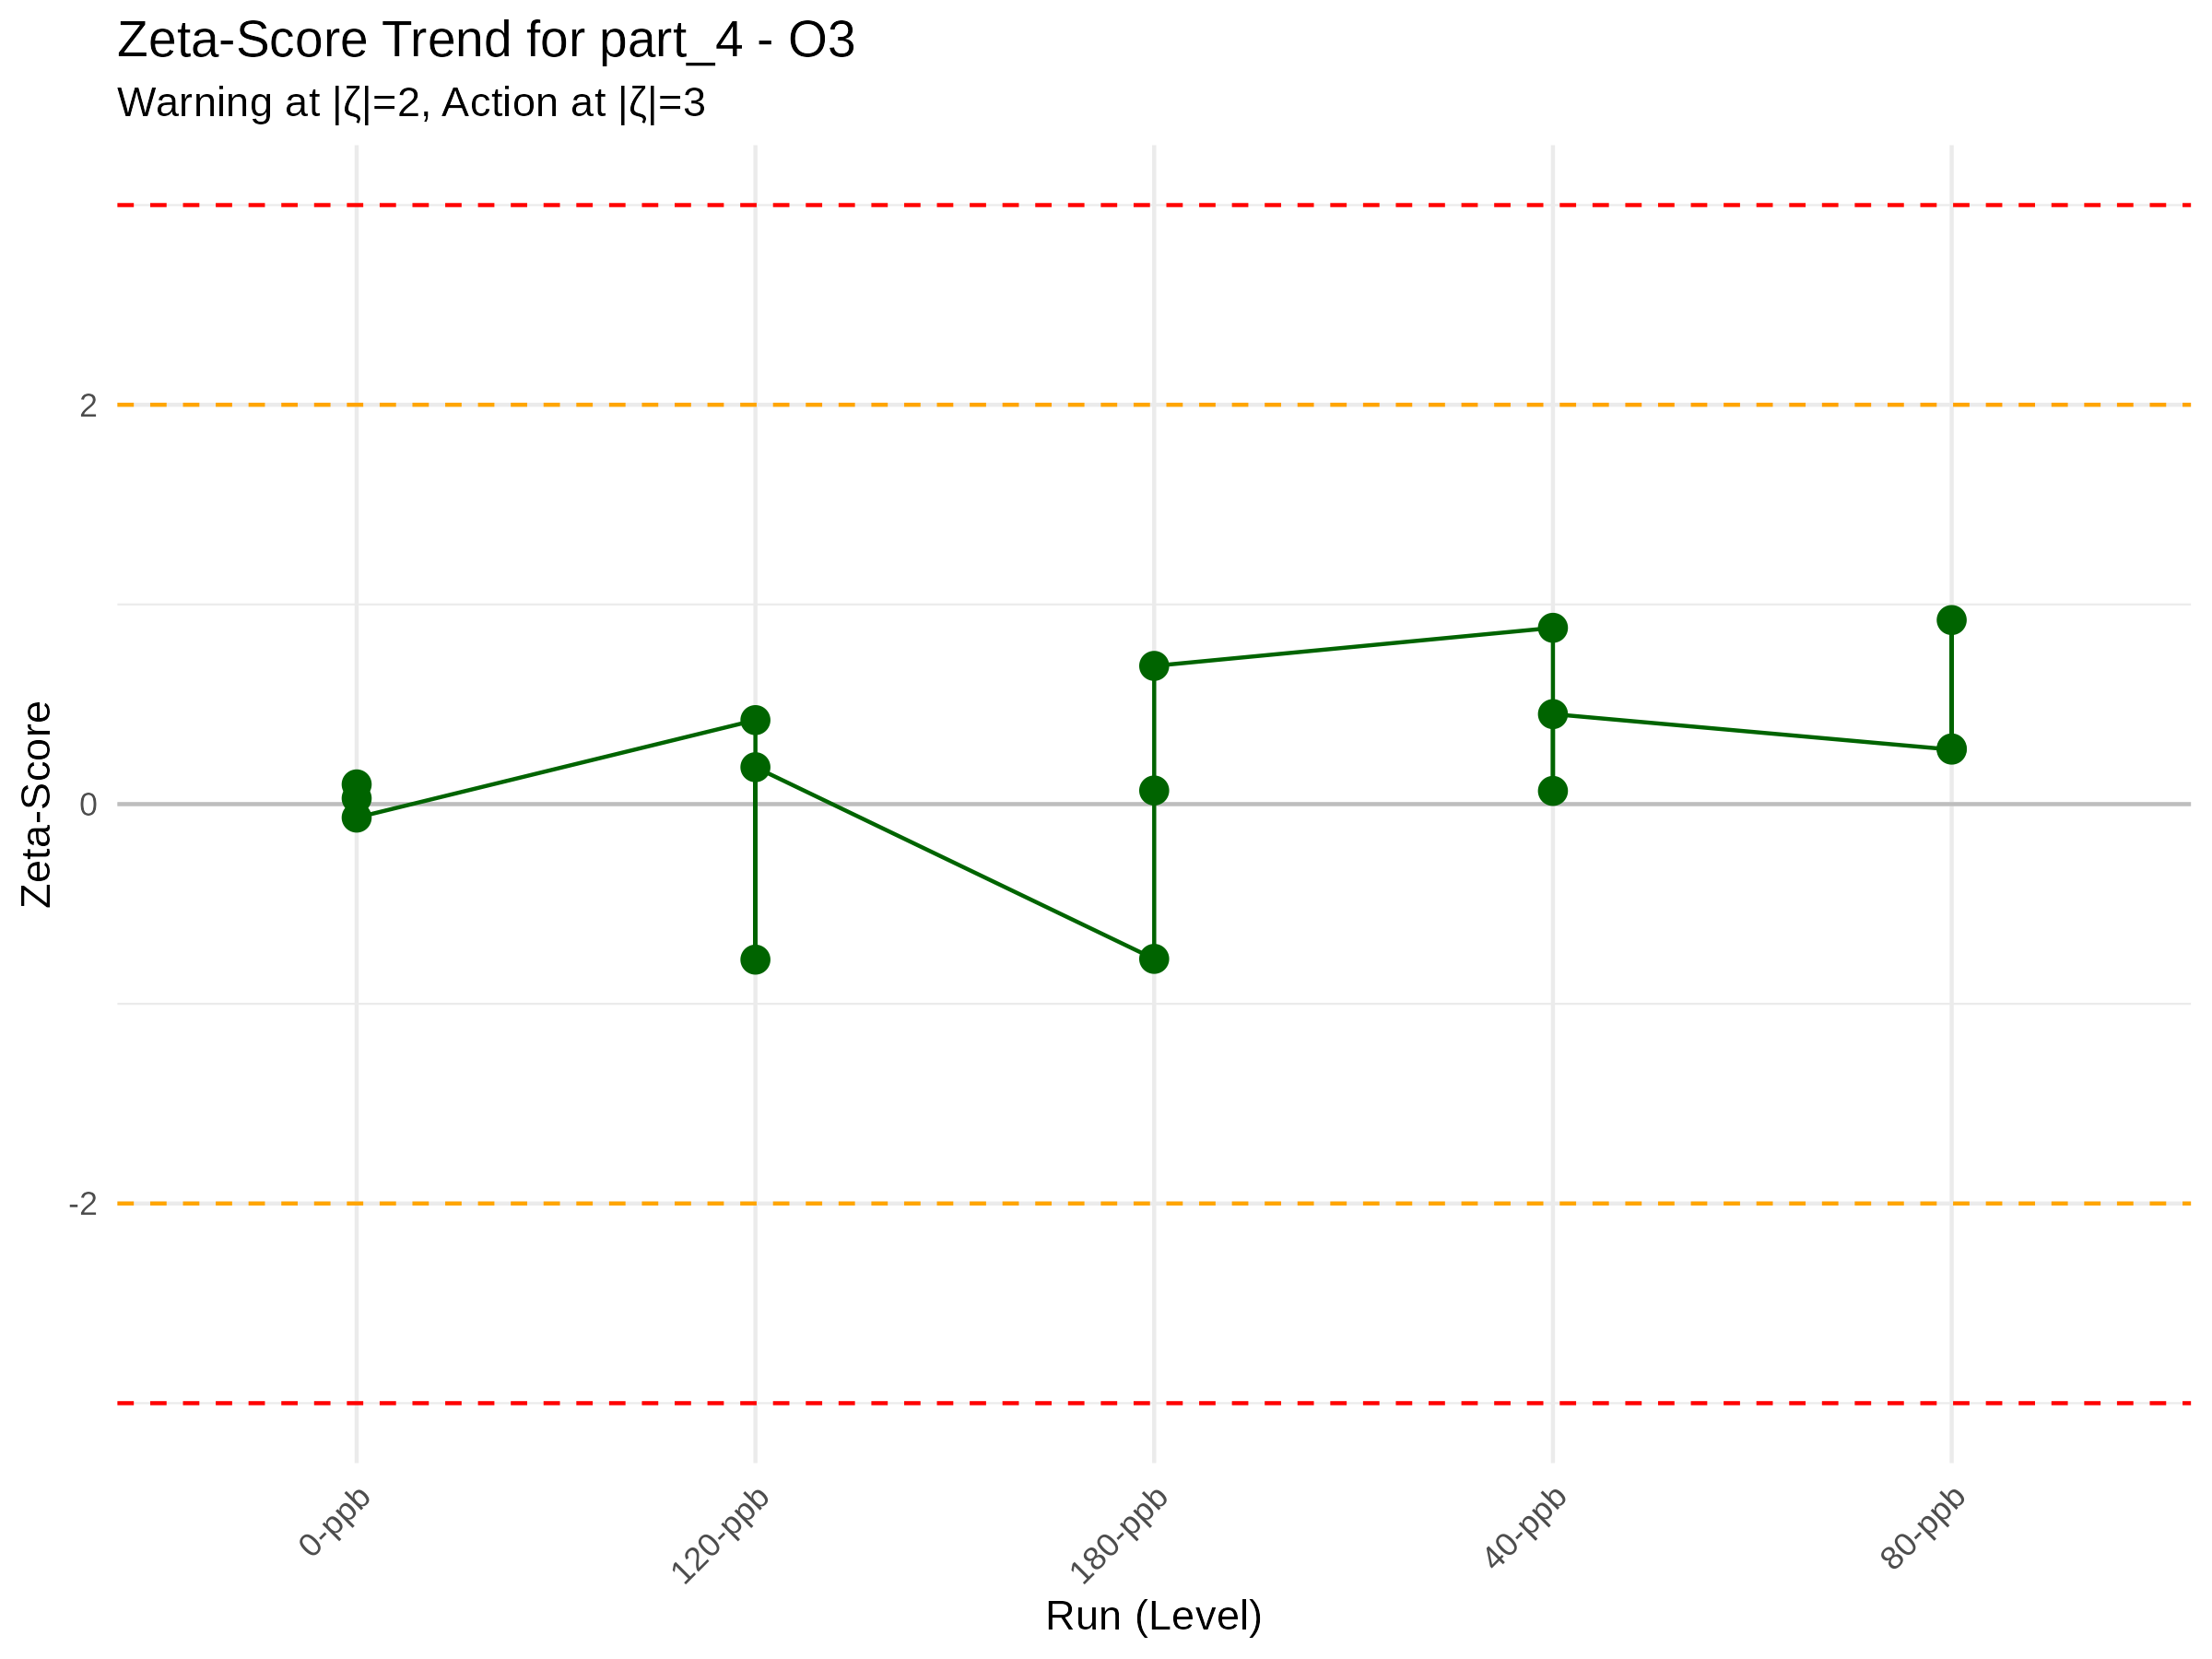 Zeta-Score Trend for part_4 - O3
Warning at |ζ|=2, Action at |ζ|=3
Zeta-Score
2
0
-2
0-ppb
120-ppb
180-ppb
40-ppb
80-ppb
Run (Level)